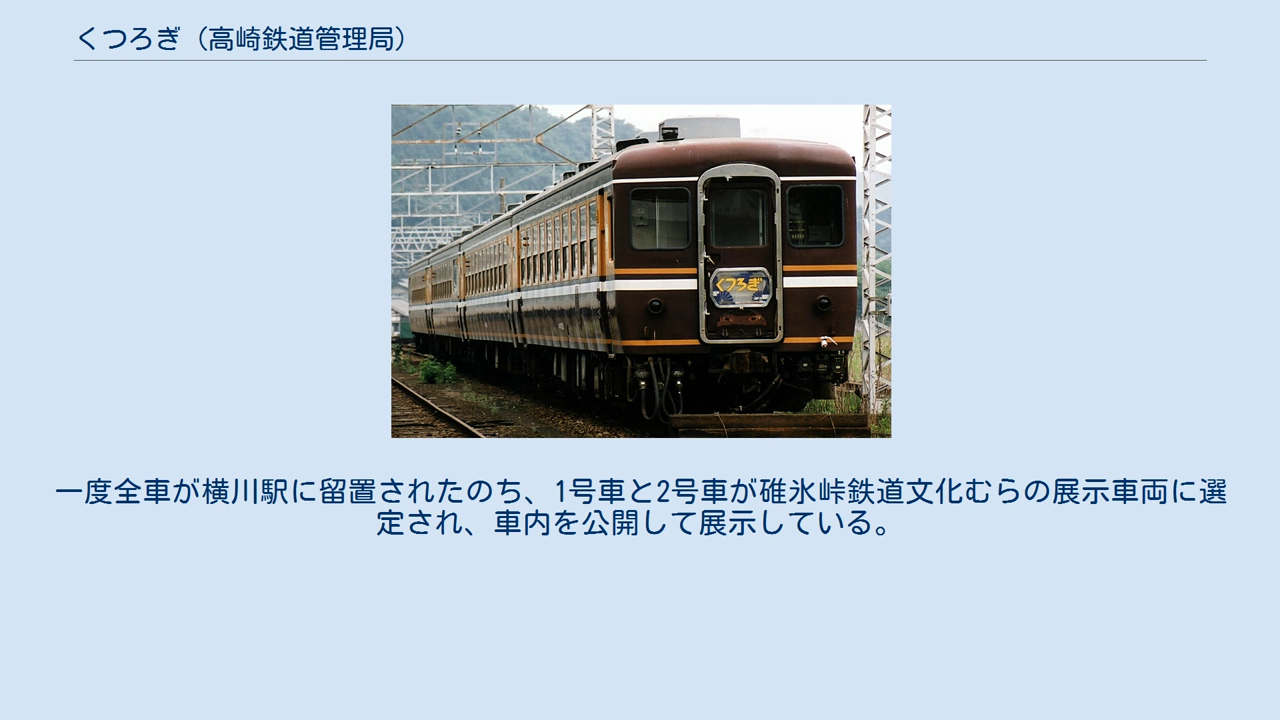 くつろぎ（高崎鉄道管理局）
くつろぎ
一度全車が横川駅に留置されたのち、1号車と2号車が碓氷峠鉄道文化むらの展示車両に選
定され、車内を公開して展示している。